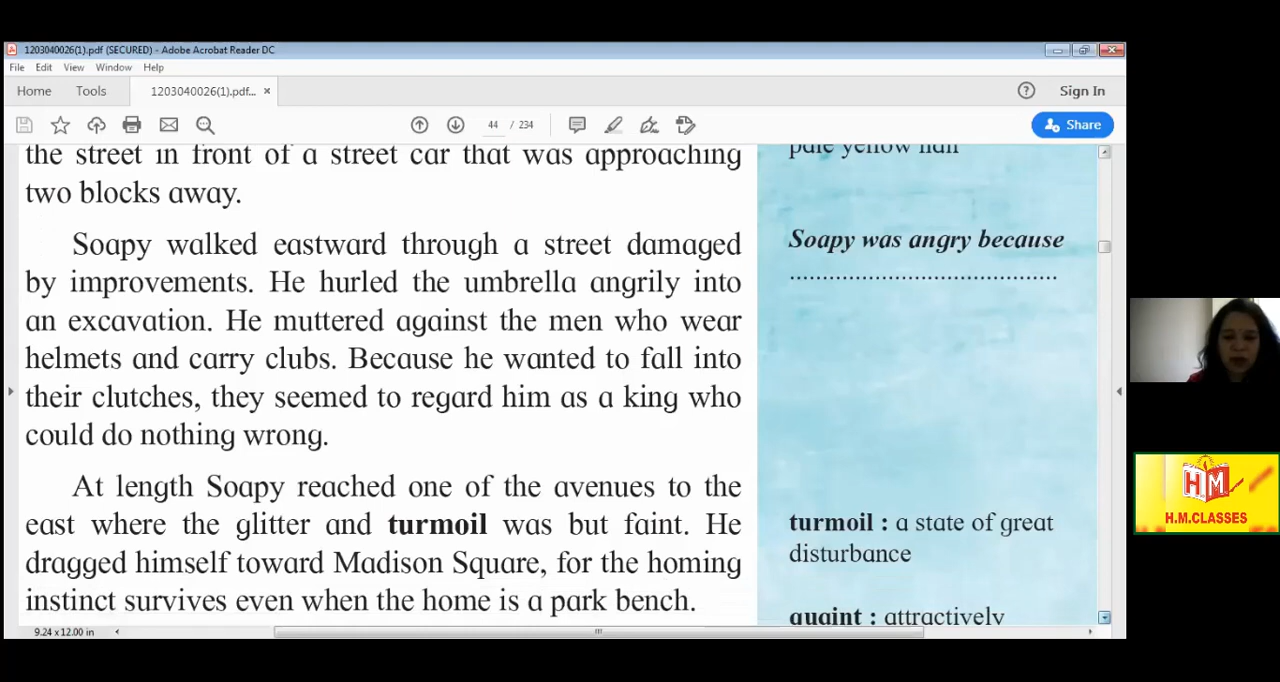 1203040026(1).pdf (SECURED) - Adobe Acrobat Reader DC
File Edit View Window Help
Home Tools 1203040026(1).pdf... × ? Sign In
44 / 234 Share
the street in front of a street car that was approaching
two blocks away.
Soapy walked eastward through a street damaged
by improvements. He hurled the umbrella angrily into
an excavation. He muttered against the men who wear
helmets and carry clubs. Because he wanted to fall into
their clutches, they seemed to regard him as a king who
could do nothing wrong.
At length Soapy reached one of the avenues to the
east where the glitter and turmoil was but faint. He
dragged himself toward Madison Square, for the homing
instinct survives even when the home is a park bench.
pale yellow hair
Soapy was angry because
......................................
turmoil : a state of great
disturbance
quaint : attractively
9.24 x 12.00 in
HM
H.M.CLASSES